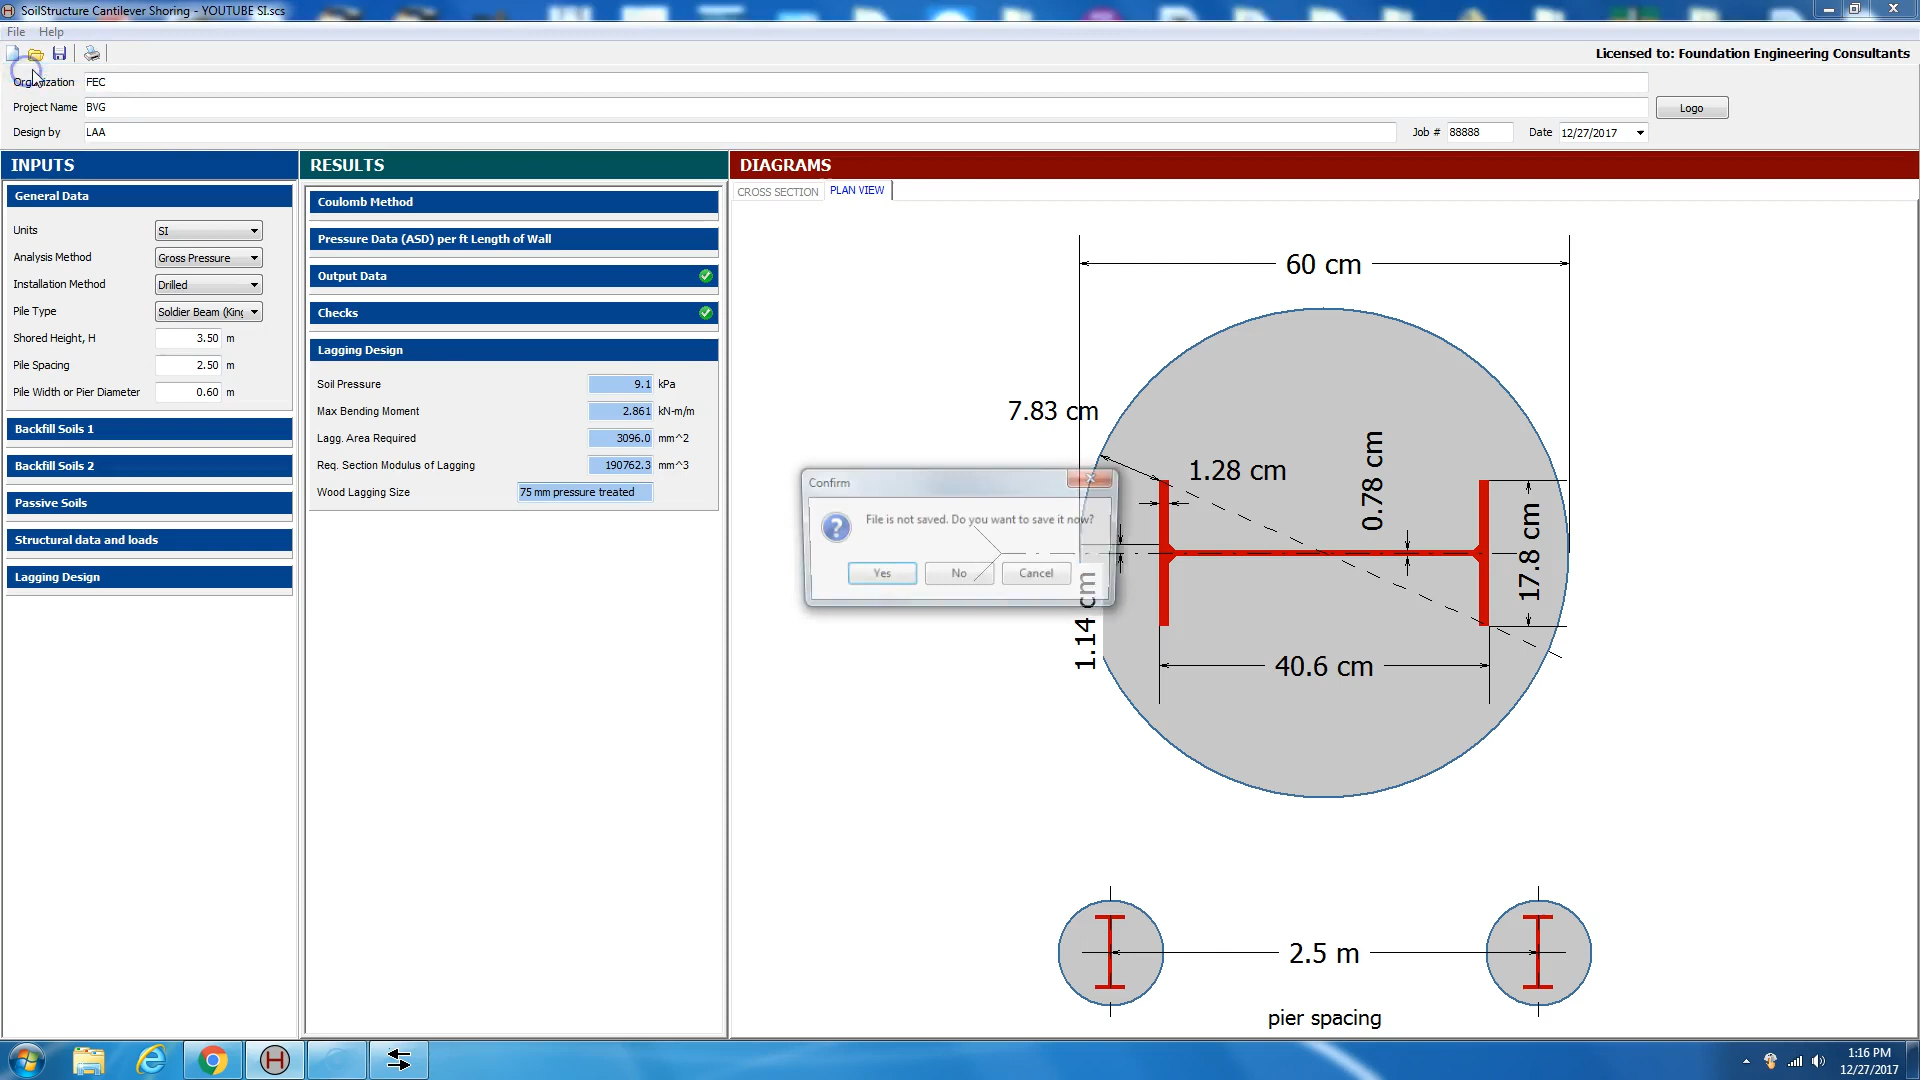 SoilStructure Cantilever Shoring - YOUTUBE SI.scs
File Help
Licensed to: Foundation Engineering Consultants
Organization FEC
Project Name BVG
Logo
Design by LAA
Job # 88888
Date 12/27/2017
INPUTS
General Data
Units SI
Analysis Method Gross Pressure
Installation Method Drilled
Pile Type Soldier Beam (King
Shored Height, H 3.50 m
Pile Spacing 2.50 m
Pile Width or Pier Diameter 0.60 m
Backfill Soils 1
Backfill Soils 2
Passive Soils
Structural data and loads
Lagging Design
RESULTS
Coulomb Method
Pressure Data (ASD) per ft Length of Wall
Output Data
Checks
Lagging Design
Soil Pressure 9.1 kPa
Max Bending Moment 2.861 kN-m/m
Lagg. Area Required 3096.0 mm^2
Req. Section Modulus of Lagging 190762.3 mm^3
Wood Lagging Size 75 mm pressure treated
DIAGRAMS
CROSS SECTION PLAN VIEW
60 cm
7.83 cm
1.28 cm
0.78 cm
17.8 cm
1.14 cm
40.6 cm
Confirm
File is not saved. Do you want to save it now?
Yes No Cancel
2.5 m
pier spacing
1:16 PM
12/27/2017